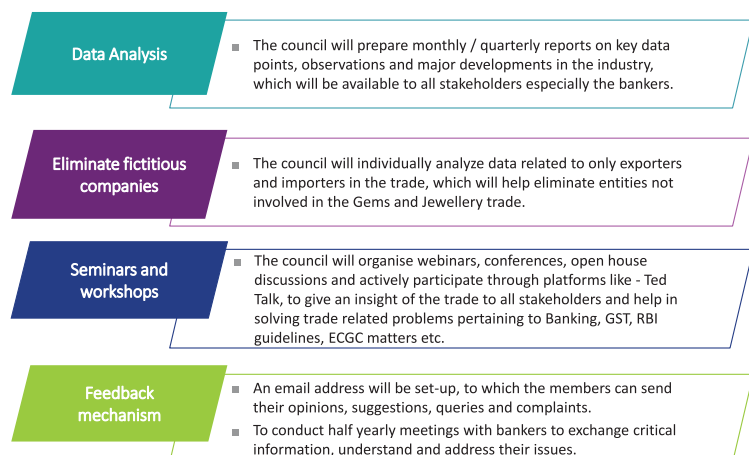 Data Analysis
The council will prepare monthly / quarterly reports on key data
points, observations and major developments in the industry,
which will be available to all stakeholders especially the bankers.
Eliminate fictitious
companies
The council will individually analyze data related to only exporters
and importers in the trade, which will help eliminate entities not
involved in the Gems and Jewellery trade.
Seminars and
workshops
The council will organise webinars, conferences, open house
discussions and actively participate through platforms like - Ted
Talk, to give an insight of the trade to all stakeholders and help in
solving trade related problems pertaining to Banking, GST, RBI
guidelines, ECGC matters etc.
Feedback
mechanism
An email address will be set-up, to which the members can send
their opinions, suggestions, queries and complaints.
To conduct half yearly meetings with bankers to exchange critical
information, understand and address their issues.